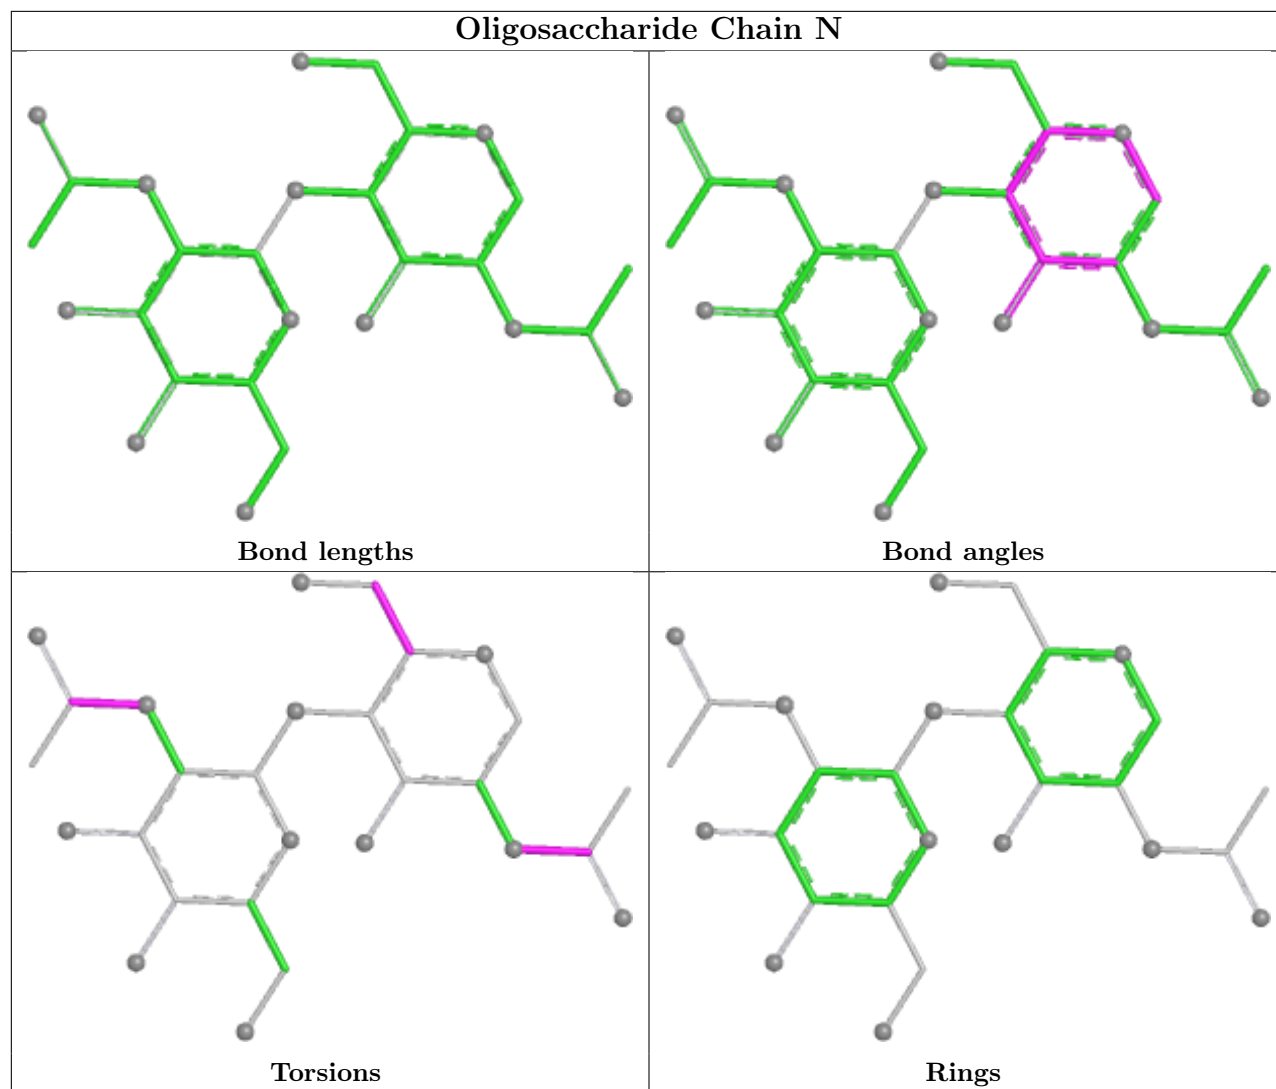 Oligosaccharide Chain N
Bond lengths
Bond angles
Torsions
Rings